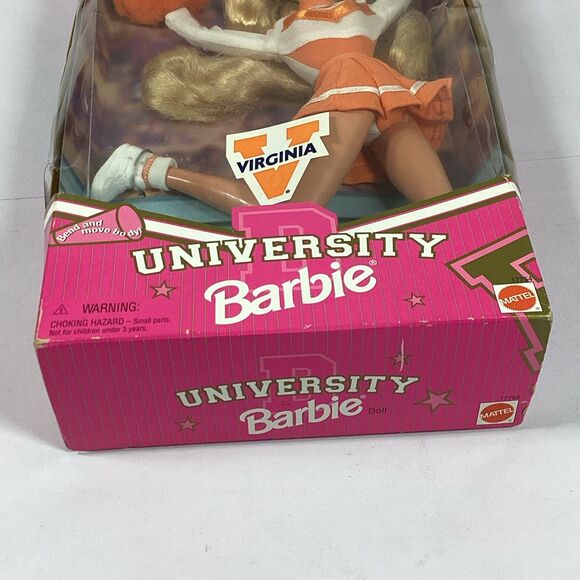 V
VIRGINIA
Bend and
move body!
B
UNIVERSITY
Barbie®
WARNING:
CHOKING HAZARD – Small parts.
Not for children under 3 years.
MATTEL
B
UNIVERSITY
Barbie Doll
MATTEL